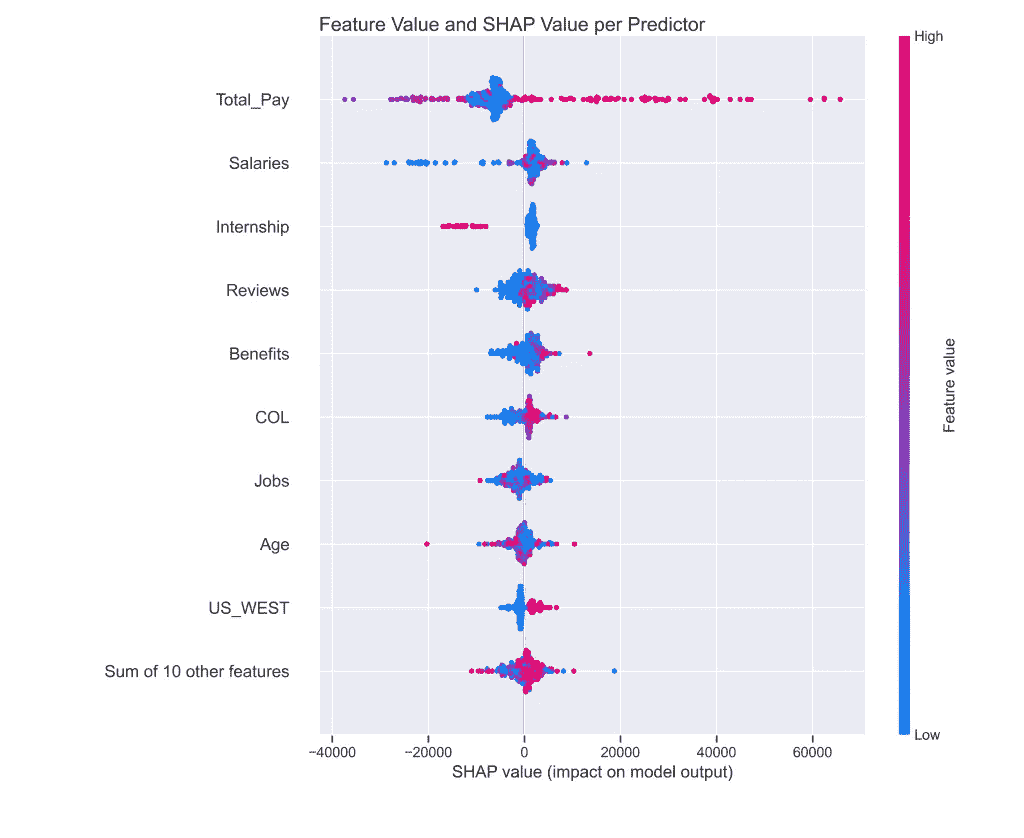 Feature Value and SHAP Value per Predictor
High
Total_Pay
Salaries
Internship
Reviews
Benefits
COL
Jobs
Age
US_WEST
Sum of 10 other features
Feature value
Low
−40000 −20000 0 20000 40000 60000
SHAP value (impact on model output)